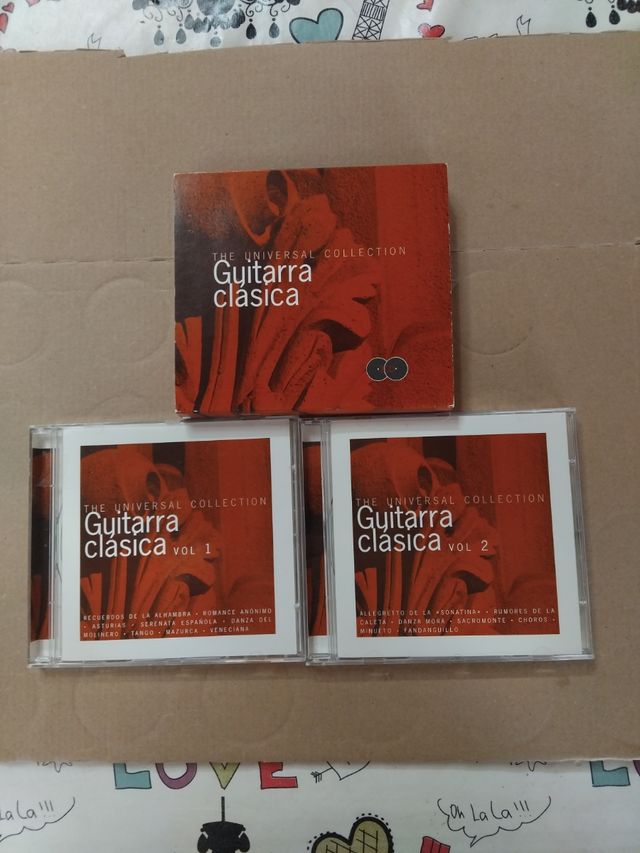 THE UNIVERSAL COLLECTION
Guitarra
clásica
THE UNIVERSAL COLLECTION
Guitarra
clásica VOL 1
RECUERDOS DE LA ALHAMBRA · ROMANCE ANÓNIMO
· ASTURIAS · SERENATA ESPAÑOLA · DANZA DEL
MOLINERO · TANGO · MAZURCA · VENECIANA
THE UNIVERSAL COLLECTION
Guitarra
clásica VOL 2
ALLEGRETTO DE LA «SONATINA» · RUMORES DE LA
CALETA · DANZA MORA · SACROMONTE · CHOROS ·
MINUETO · FANDANGUILLO
LOVE
La La!!!
Oh La La!!!